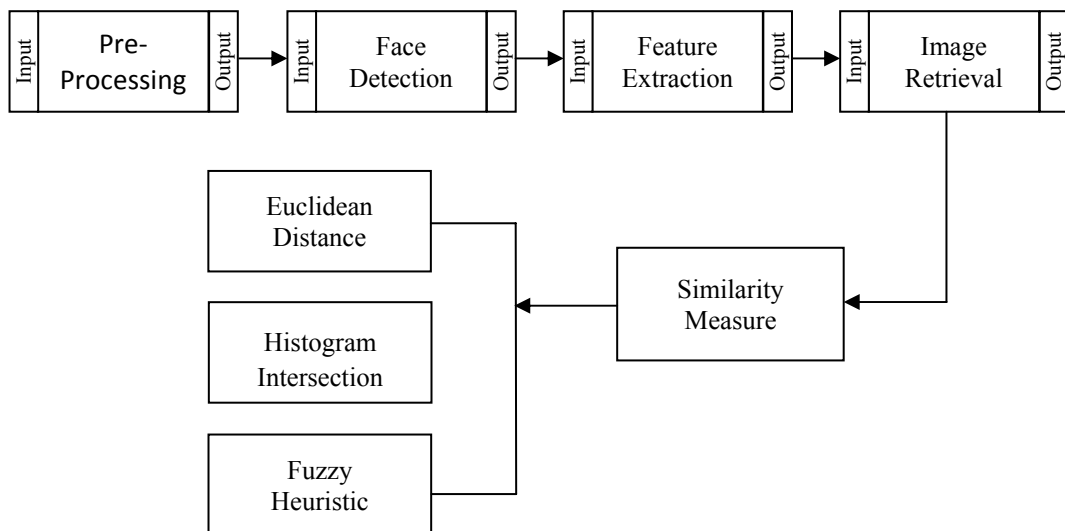 Input
Pre-
Processing
Output
Input
Face
Detection
Output
Input
Feature
Extraction
Output
Input
Image
Retrieval
Output
Euclidean
Distance
Similarity
Measure
Histogram
Intersection
Fuzzy
Heuristic